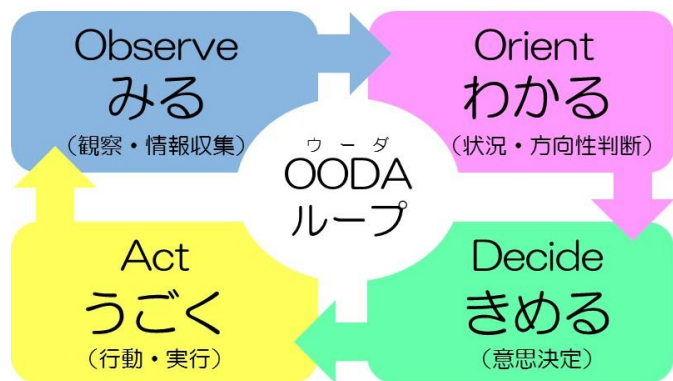 Observe
みる
（観察・情報収集）
Orient
わかる
（状況・方向性判断）
ウーダ
OODA
ループ
Act
うごく
（行動・実行）
Decide
きめる
（意思決定）